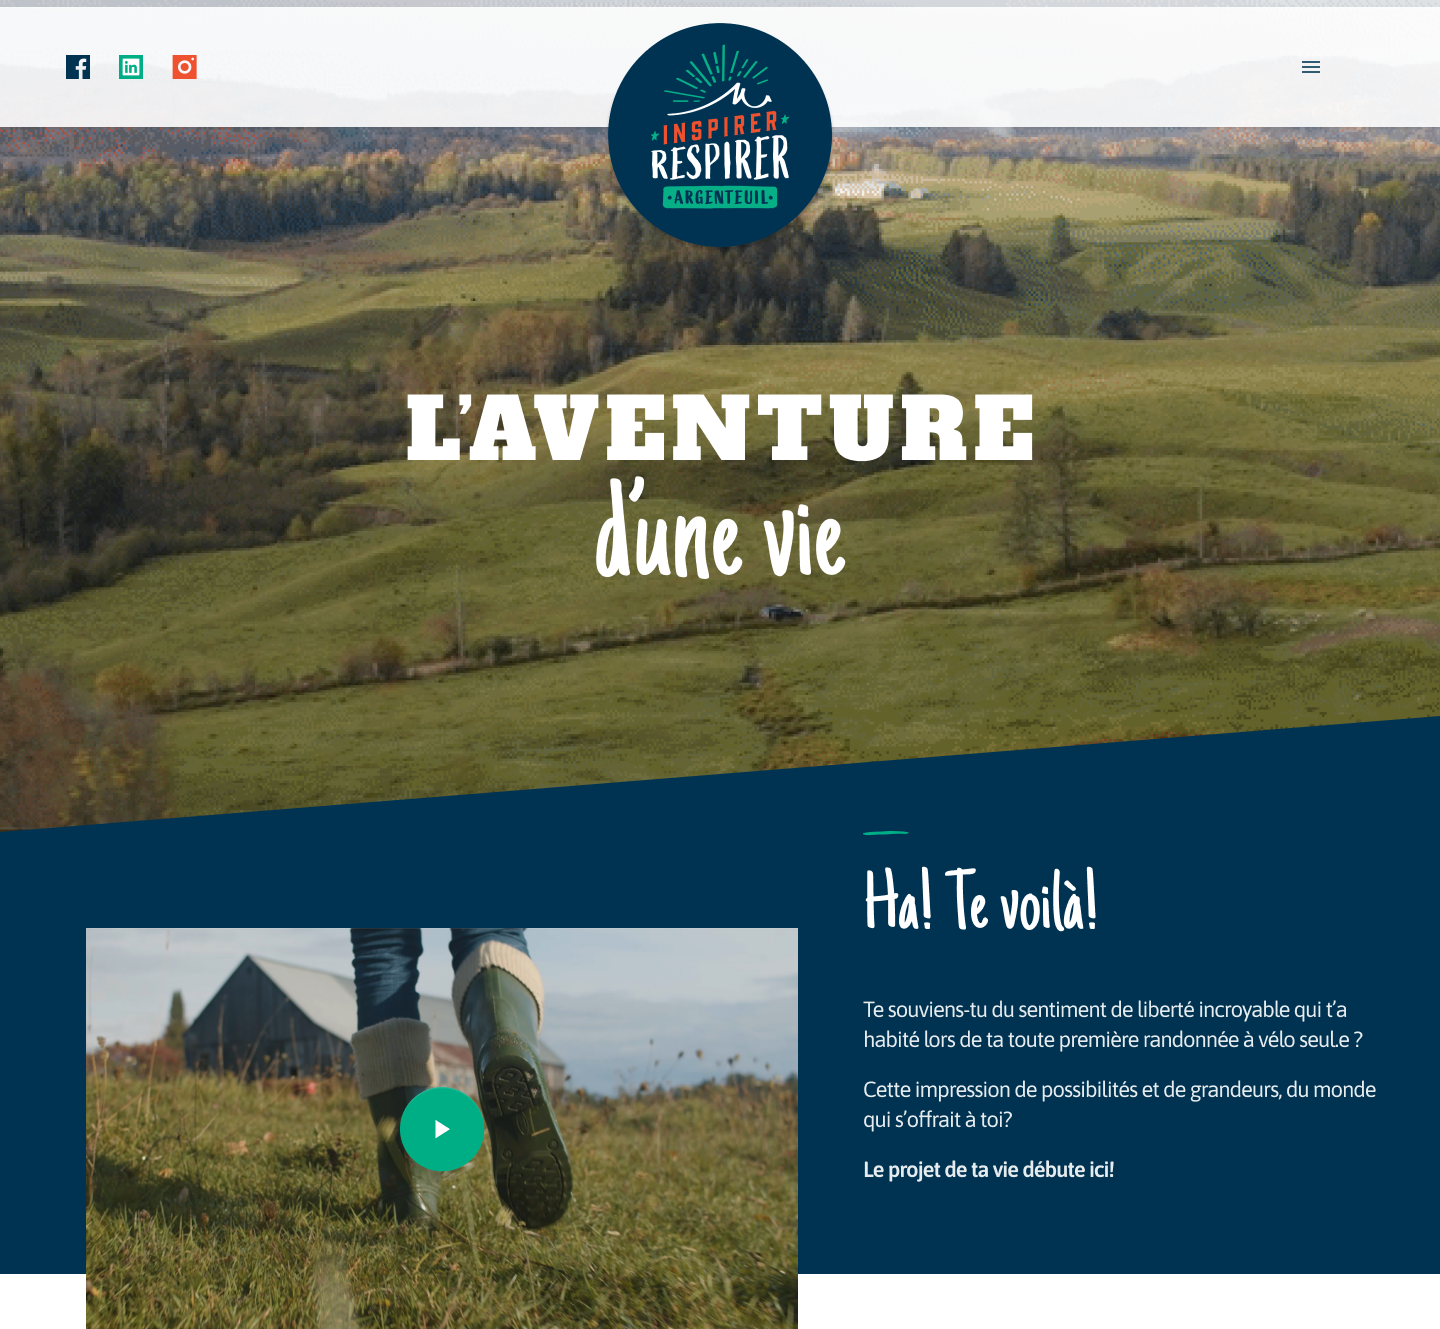 INSPIRER
RESPIRER
ARGENTEUIL
L'AVENTURE
d'une vie
Ha! Te voilà!
Te souviens-tu du sentiment de liberté incroyable qui t'a
habité lors de ta toute première randonnée à vélo seul.e ?
Cette impression de possibilités et de grandeurs, du monde
qui s'offrait à toi?
Le projet de ta vie débute ici!